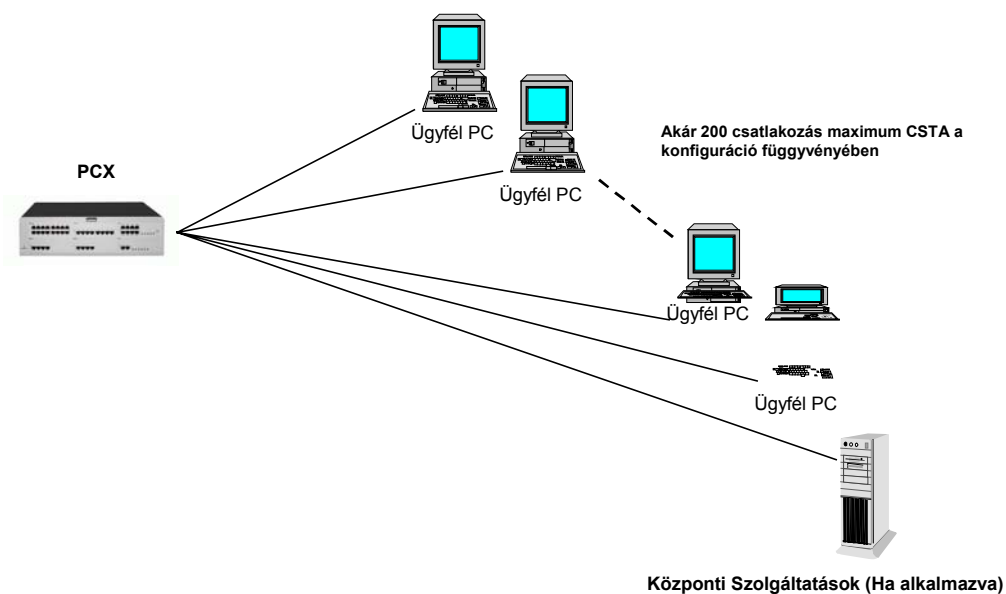 Ügyfél PC
Akár 200 csatlakozás maximum CSTA a
konfiguráció függvényében
PCX
Ügyfél PC
Ügyfél PC
Ügyfél PC
Központi Szolgáltatások (Ha alkalmazva)